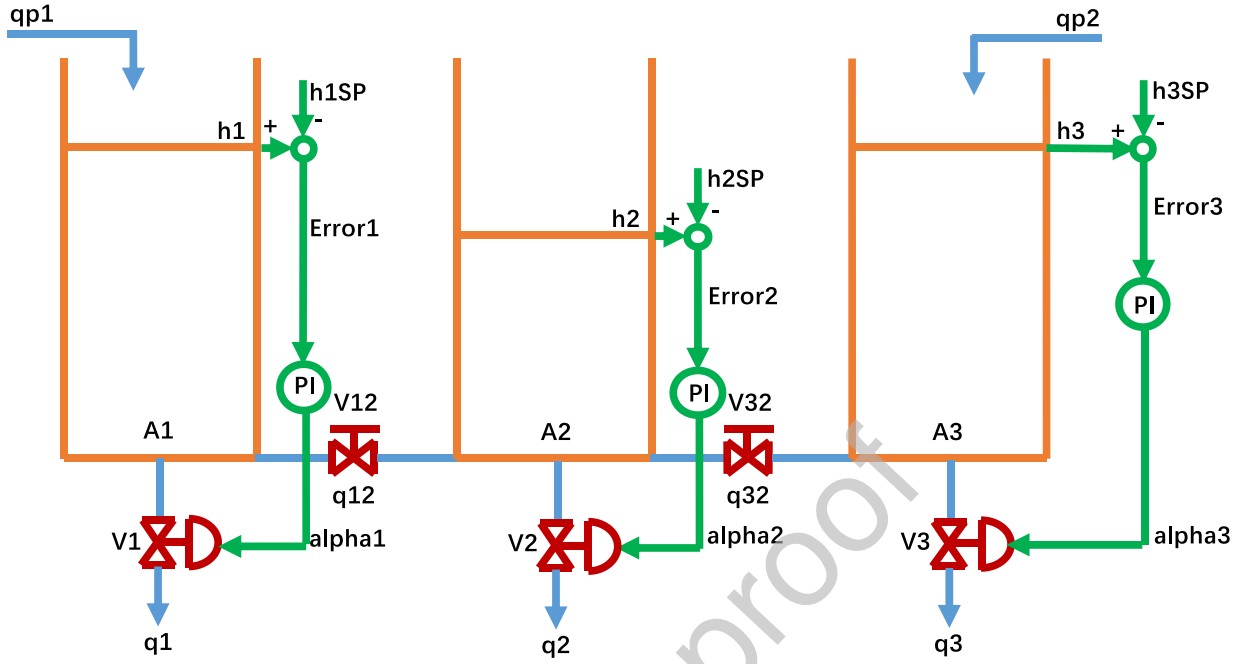 qp1
qp2
h1SP
-
h1
+
h3SP
-
h3
+
h2SP
-
h2
+
Error1
Error3
Error2
PI
PI
PI
V12
V32
A1
A2
A3
q12
q32
V1
alpha1
V2
alpha2
V3
alpha3
q1
q2
q3
proof